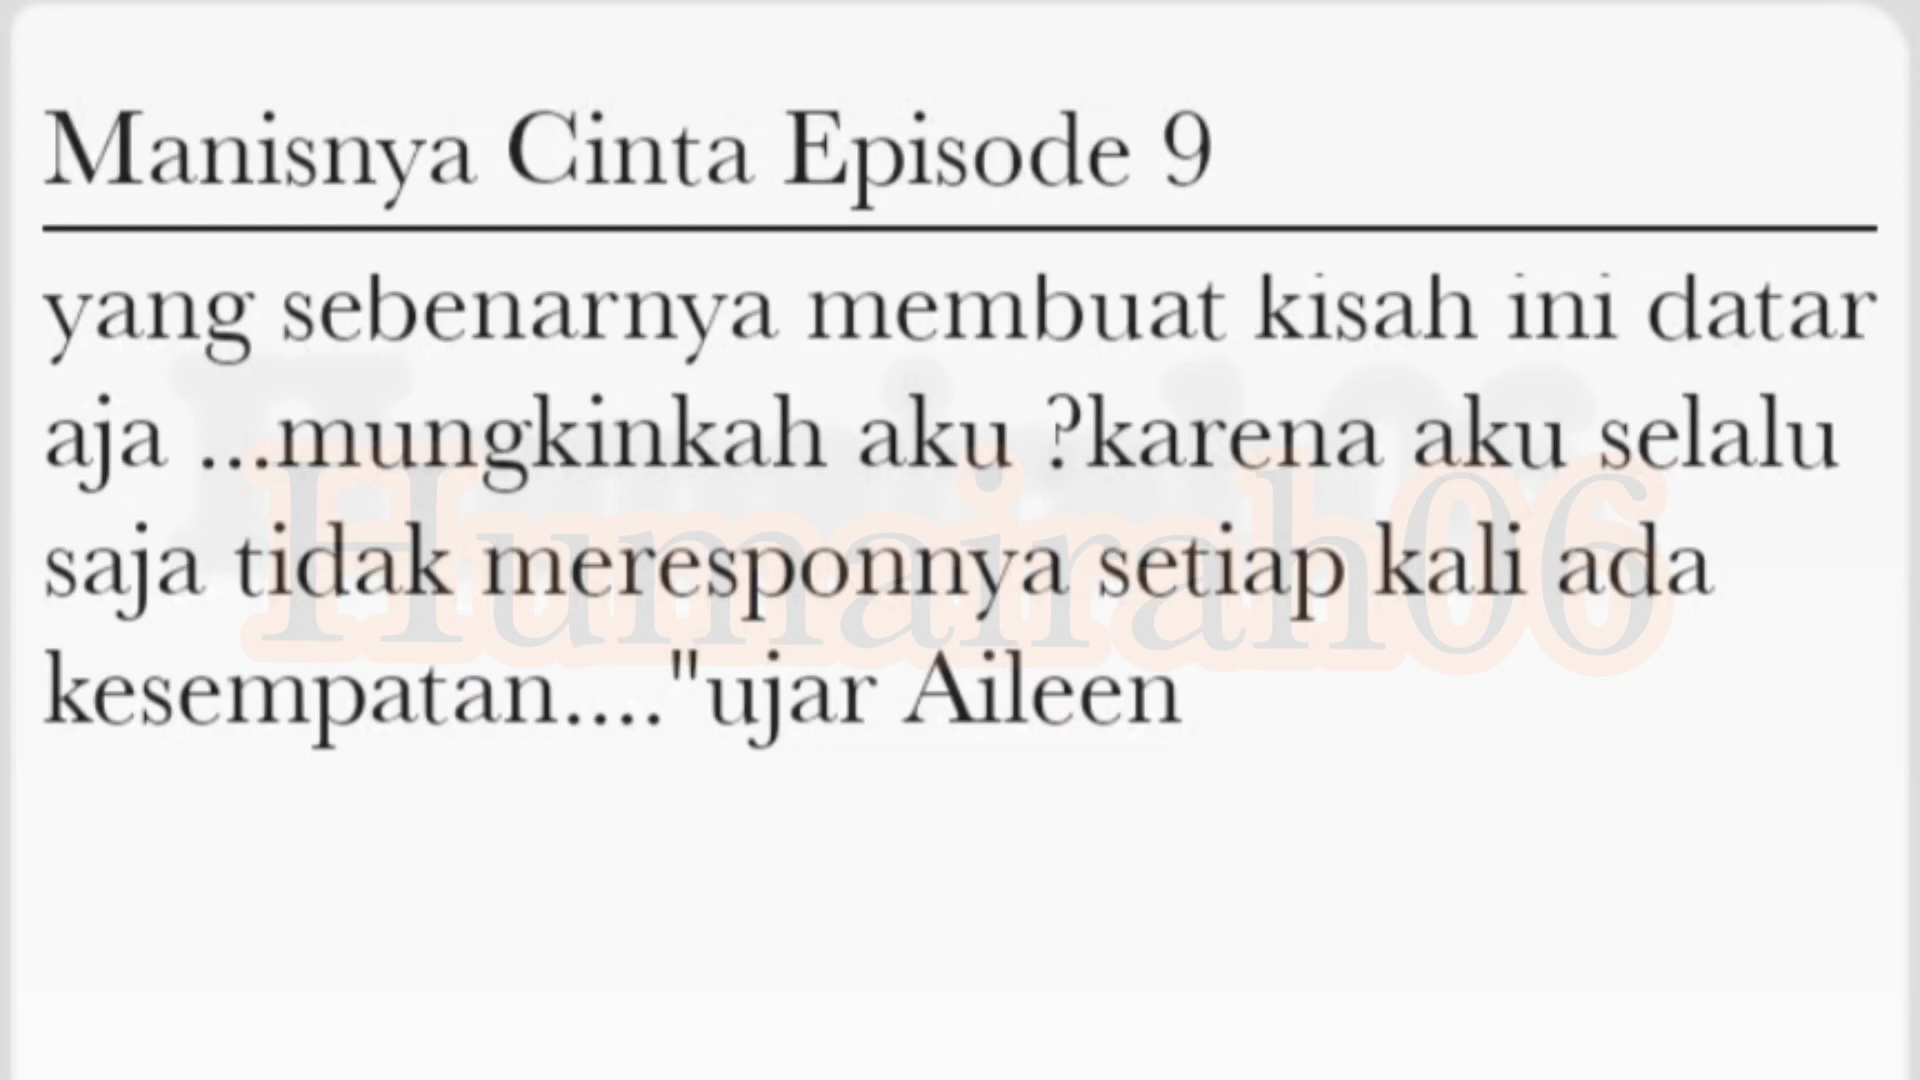 Manisnya Cinta Episode 9
yang sebenarnya membuat kisah ini datar
aja ...mungkinkah aku ?karena aku selalu
saja tidak meresponnya setiap kali ada
kesempatan...."ujar Aileen
Humairah06